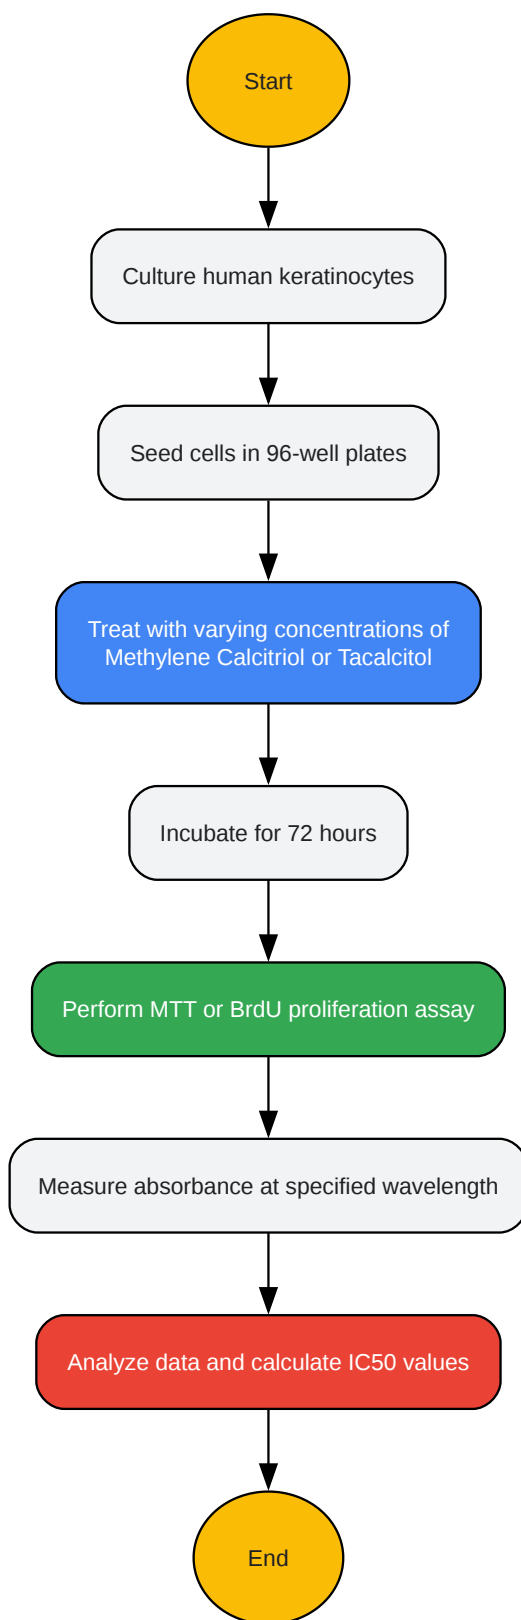 Start
Culture human keratinocytes
Seed cells in 96-well plates
Treat with varying concentrations of
Methylene Calcitriol or Tacalcitol
Incubate for 72 hours
Perform MTT or BrdU proliferation assay
Measure absorbance at specified wavelength
Analyze data and calculate IC50 values
End